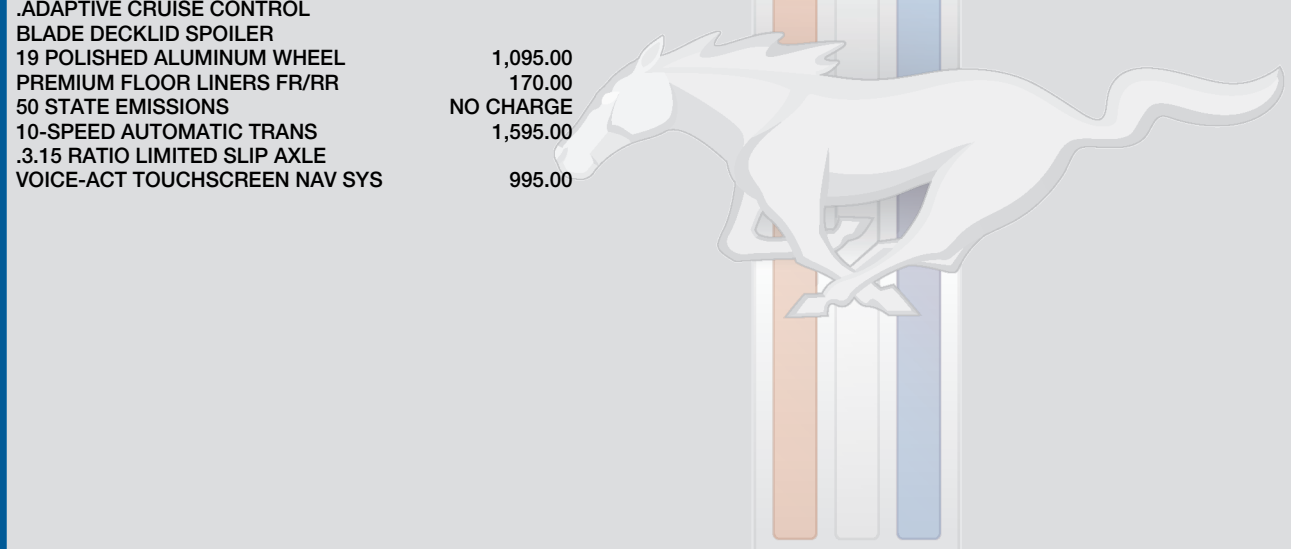 .ADAPTIVE CRUISE CONTROL
BLADE DECKLID SPOILER
19 POLISHED ALUMINUM WHEEL 1,095.00
PREMIUM FLOOR LINERS FR/RR 170.00
50 STATE EMISSIONS NO CHARGE
10-SPEED AUTOMATIC TRANS 1,595.00
.3.15 RATIO LIMITED SLIP AXLE
VOICE-ACT TOUCHSCREEN NAV SYS 995.00